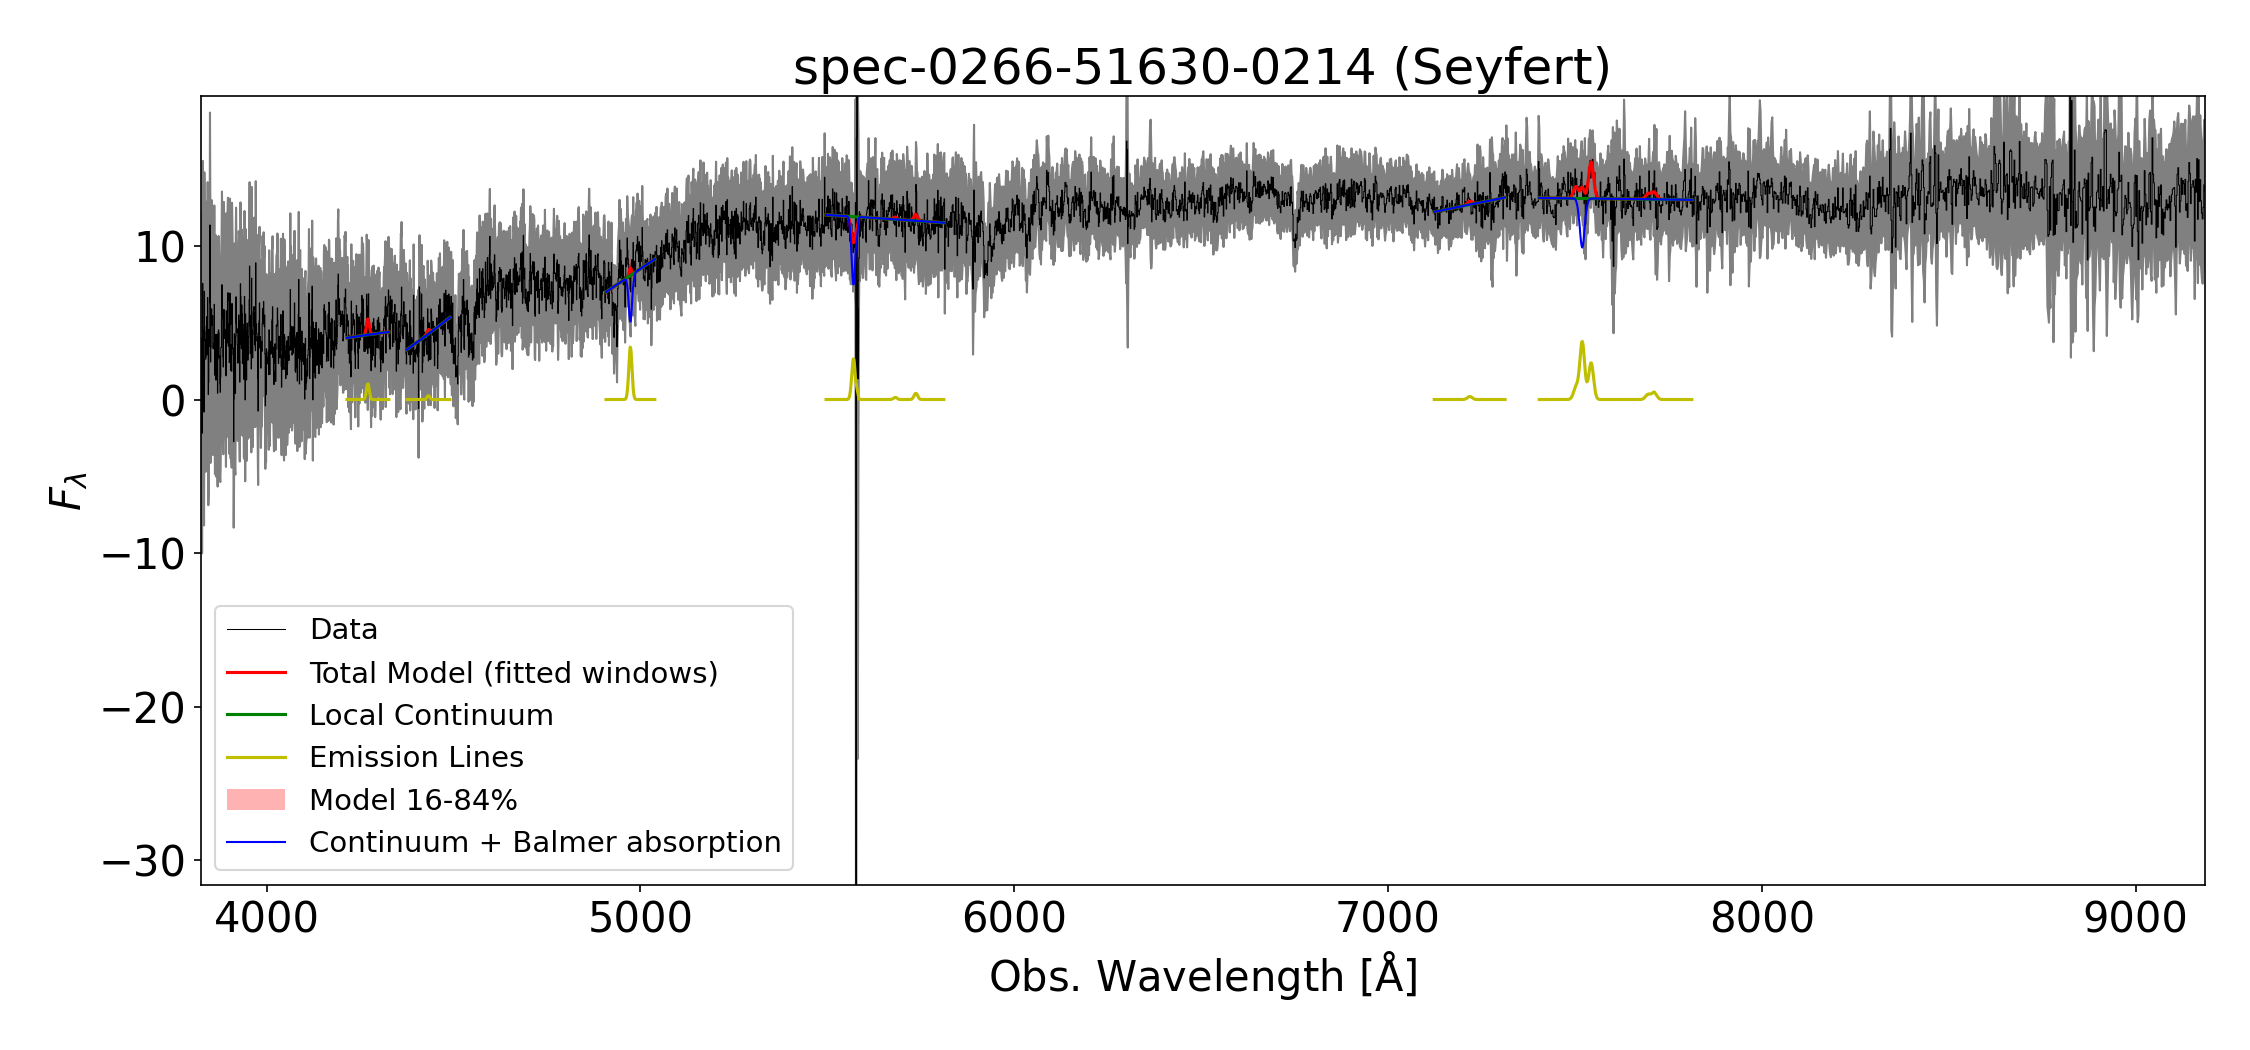 spec-0266-51630-0214 (Seyfert)
10
0
−10
−20
−30
F_λ
Data
Total Model (fitted windows)
Local Continuum
Emission Lines
Model 16-84%
Continuum + Balmer absorption
4000 5000 6000 7000 8000 9000
Obs. Wavelength [Å]